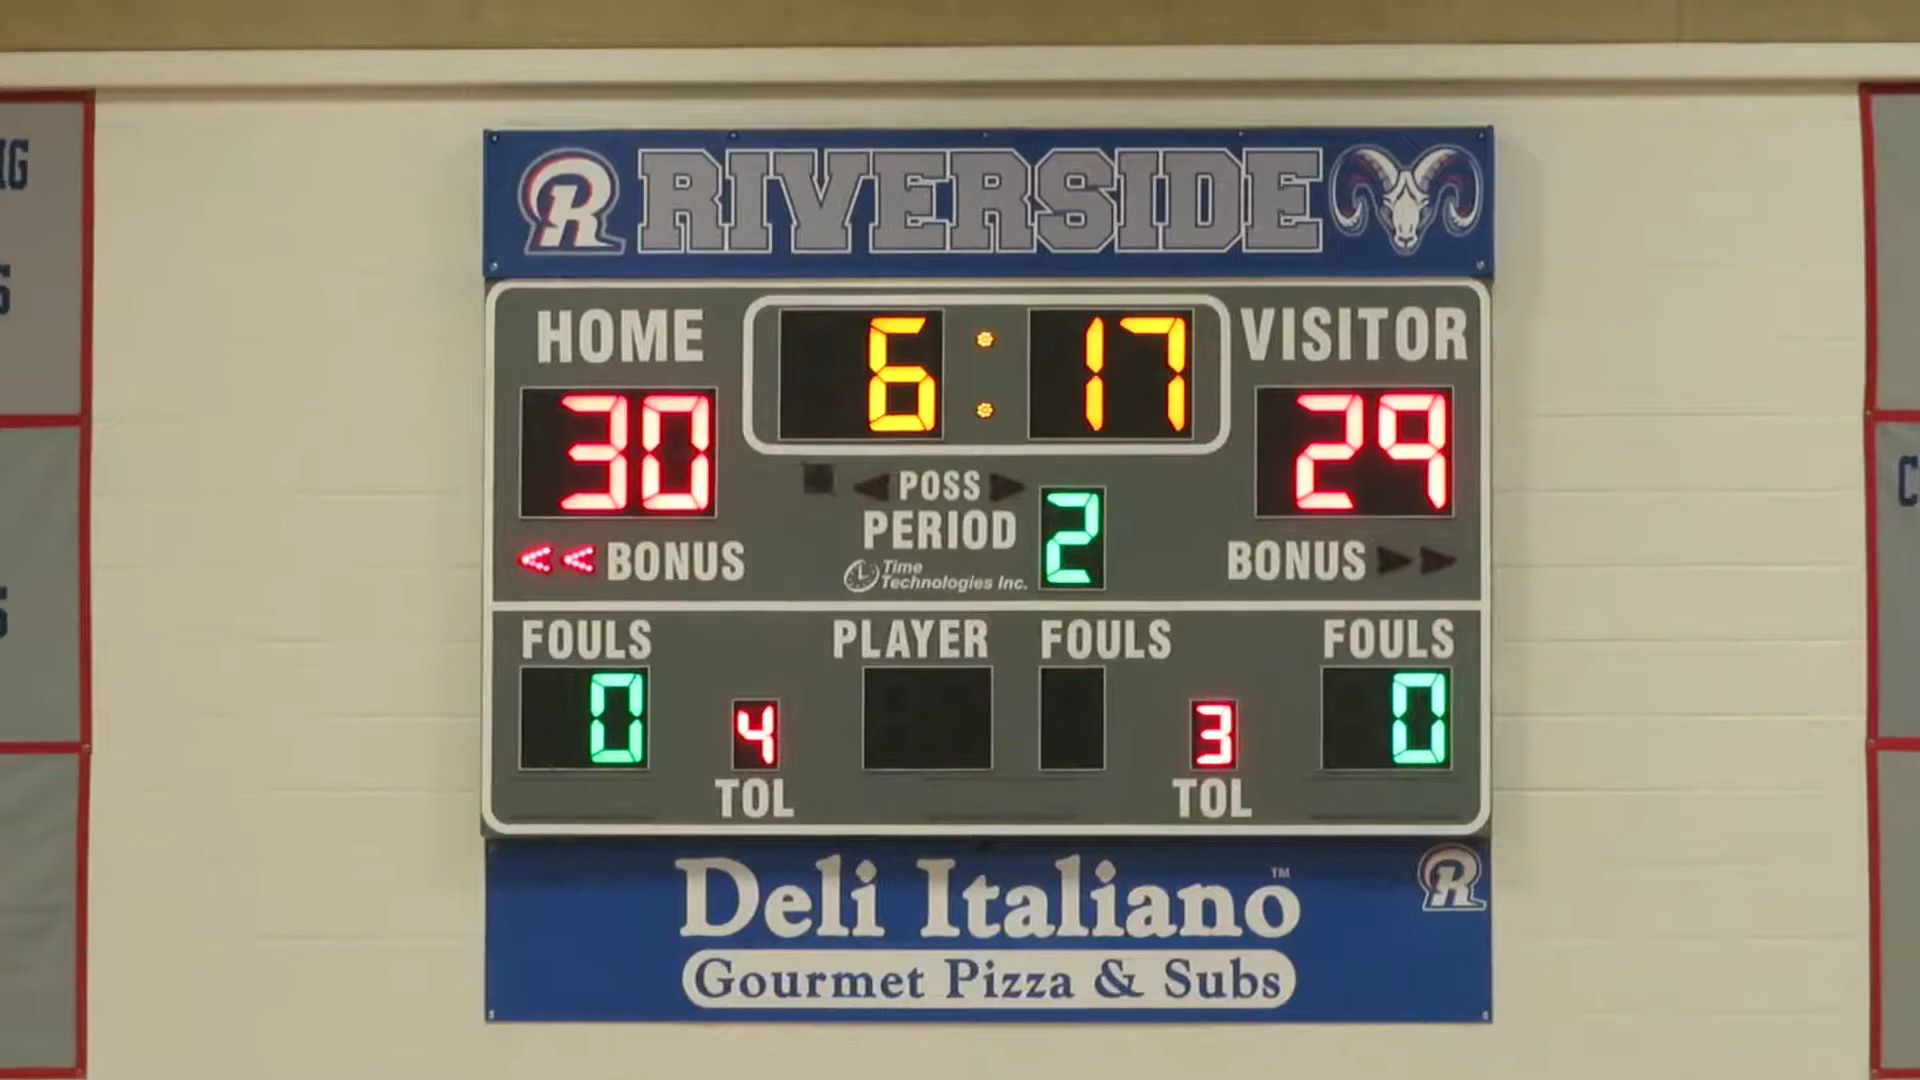 RIVERSIDE
HOME
6:17
VISITOR
30
29
POSS
PERIOD
2
BONUS
BONUS
Time
Technologies Inc.
FOULS
PLAYER
FOULS
FOULS
0
4
3
0
TOL
TOL
Deli Italiano™
R
Gourmet Pizza & Subs